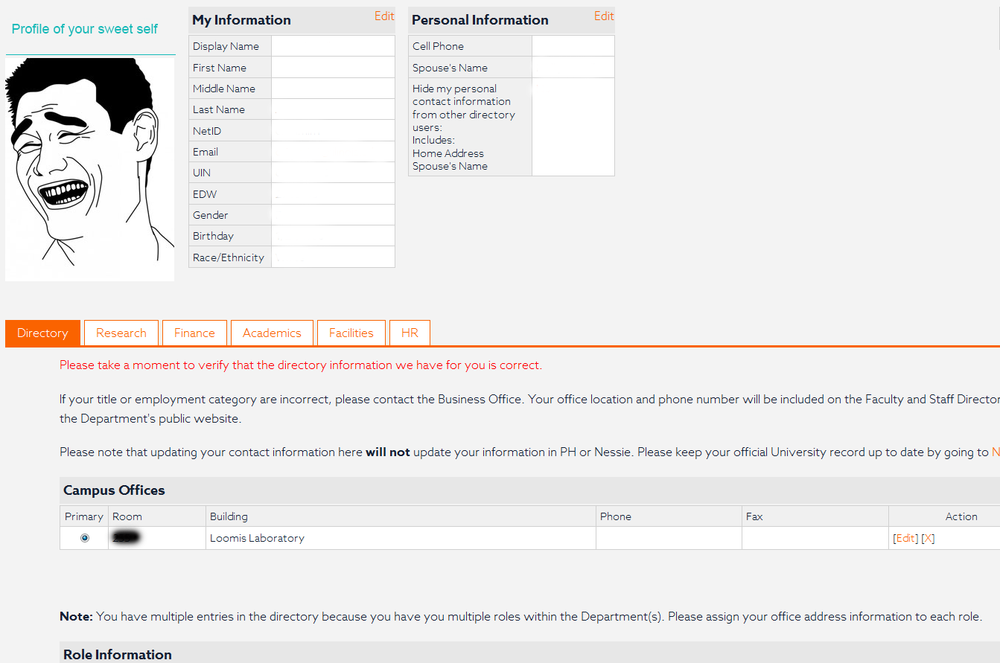 Profile of your sweet self
My Information
Edit
Display Name
First Name
Middle Name
Last Name
NetID
Email
UIN
EDW
Gender
Birthday
Race/Ethnicity
Personal Information
Edit
Cell Phone
Spouse's Name
Hide my personal
contact information
from other directory
users:
Includes:
Home Address
Spouse's Name
Directory
Research
Finance
Academics
Facilities
HR
Please take a moment to verify that the directory information we have for you is correct.
If your title or employment category are incorrect, please contact the Business Office. Your office location and phone number will be included on the Faculty and Staff
the Department's public website.
Please note that updating your contact information here will not update your information in PH or Nessie. Please keep your official University record up to date by going to
Campus Offices
Primary Room Building Phone Fax Action
Loomis Laboratory [Edit] [X]
Note: You have multiple entries in the directory because you have you multiple roles within the Department(s). Please assign your office address information to each role.
Role Information